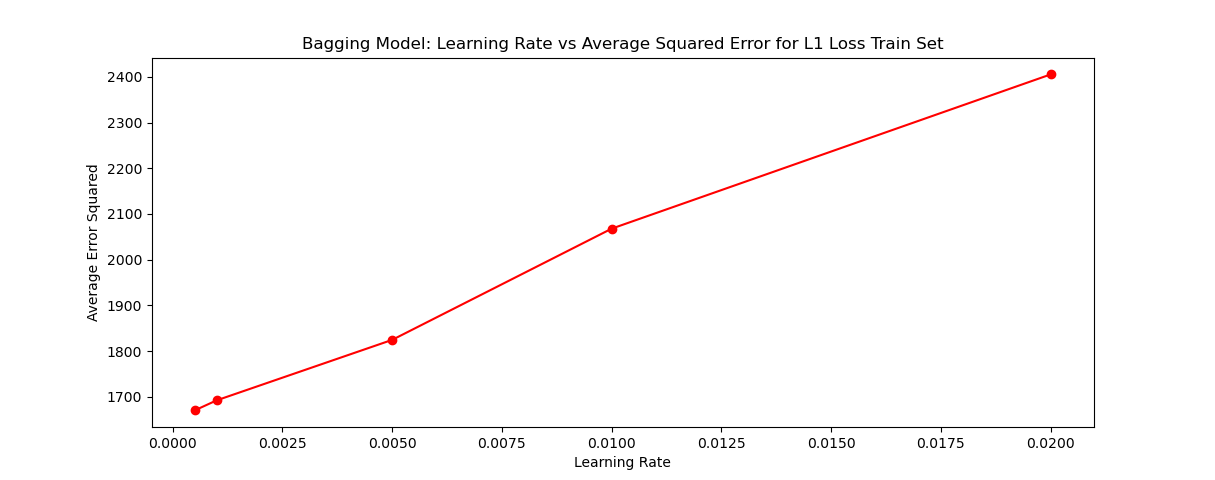 Bagging Model: Learning Rate vs Average Squared Error for L1 Loss Train Set
Average Error Squared
2400
2300
2200
2100
2000
1900
1800
1700
0.0000 0.0025 0.0050 0.0075 0.0100 0.0125 0.0150 0.0175 0.0200
Learning Rate